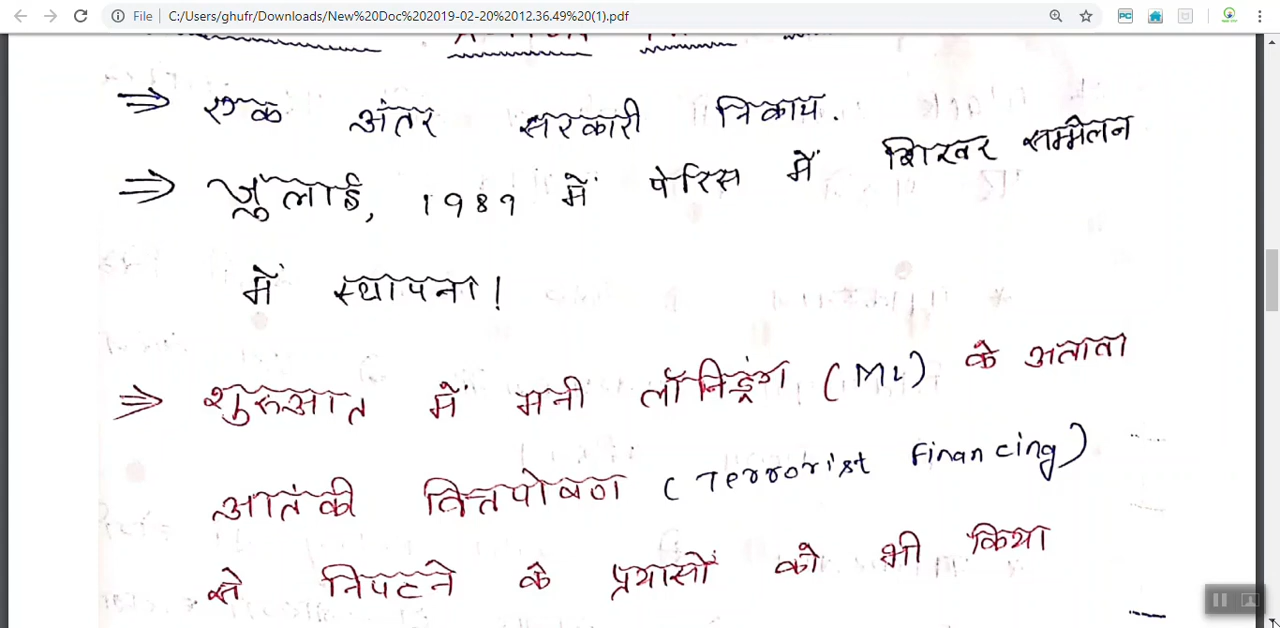 File | C:/Users/ghufr/Downloads/New%20Doc%202019-02-20%2012.36.49%20(1).pdf
⇒ एक अंतर सरकारी निकाय.
⇒ जुलाई, 1989 में पेरिस में शिखर सम्मेलन
में स्थापना!
⇒ शुरुआत में मनी लॉनिड्रंग (ML) के अलावा
आतंकी वित्तपोषण (Terrorist Financing)
से निपटने के प्रयासों को भी किया